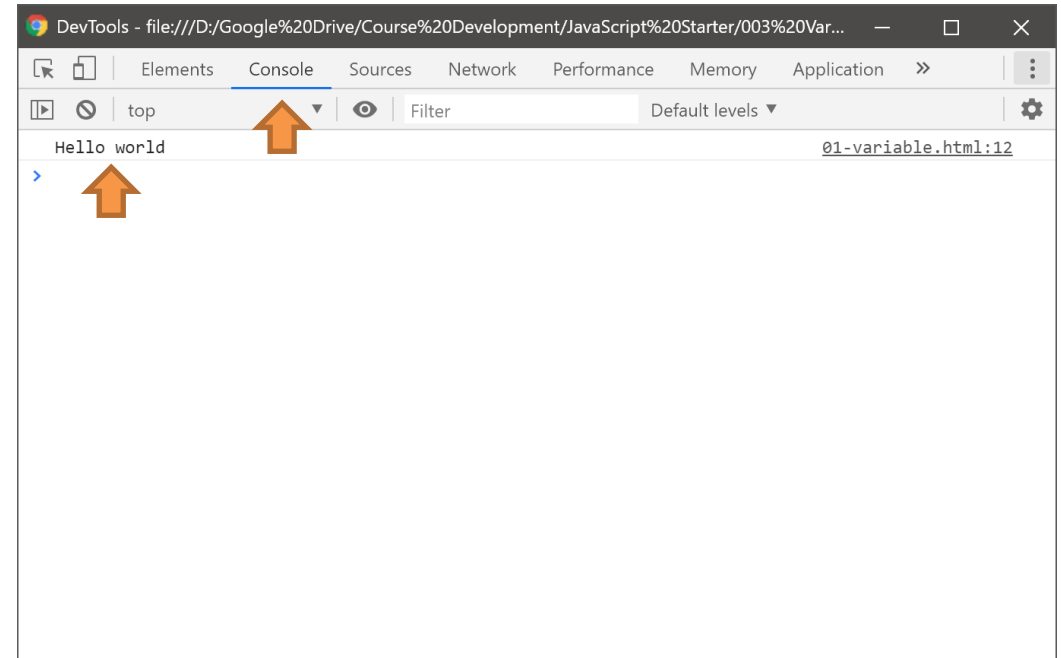 DevTools - file:///D:/Google%20Drive/Course%20Development/JavaScript%20Starter/003%20Var...
Elements Console Sources Network Performance Memory Application »
top Filter Default levels
Hello world 01-variable.html:12
>